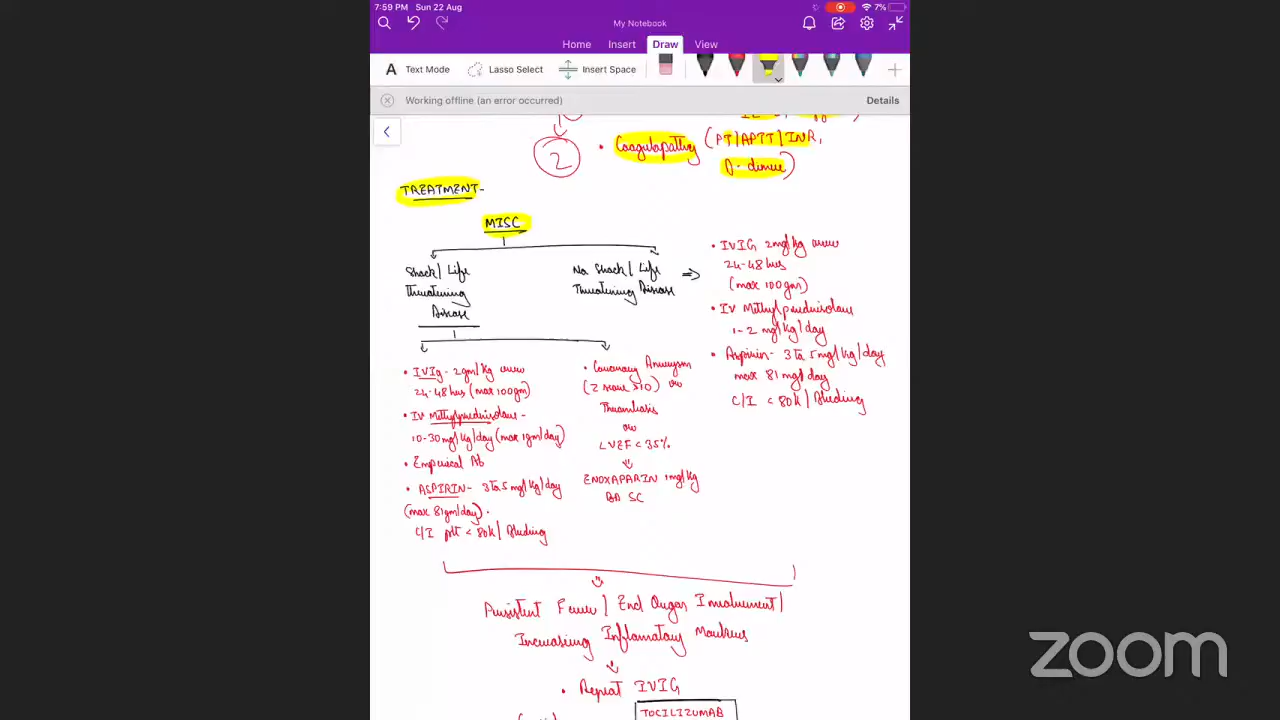 7:59 PM Sun 22 Aug
7%
My Notebook
Home Insert Draw View
A Text Mode Lasso Select Insert Space
Working offline (an error occurred) Details
2
• Coagulopathy (PT/APTT/INR,
D-dimer)
TREATMENT-
MISC
Shock/Life
Threatening
Disease
No Shock/Life
Threatening Disease
• IVIG 2mg/kg over
24-48 hrs
(max 100gm)
• IV Methylprednisolone
1-2 mg/kg/day
• Aspirin- 3 to 5mg/kg/day
max 81 mg/day
C/I < 80K/Bleeding
• IVIg - 2gm/kg over
24-48 hrs (max 100gm)
• IV Methylprednisolone-
10-30mg/kg/day (max 1gm/day)
• Empirical Ab
• ASPIRIN- 3 to 5 mg/kg/day
(max 81gm/day).
C/I plt < 80K/Bleeding
• Coronary Aneurysm
(Z score >10) or
Thrombosis
or
LVEF < 35%
ENOXAPARIN 1mg/kg
BD SC
Persistent Fever/ End Organ Involvement/
Increasing Inflamatory Markers
• Repeat IVIG
TOCILIZUMAB
zoom